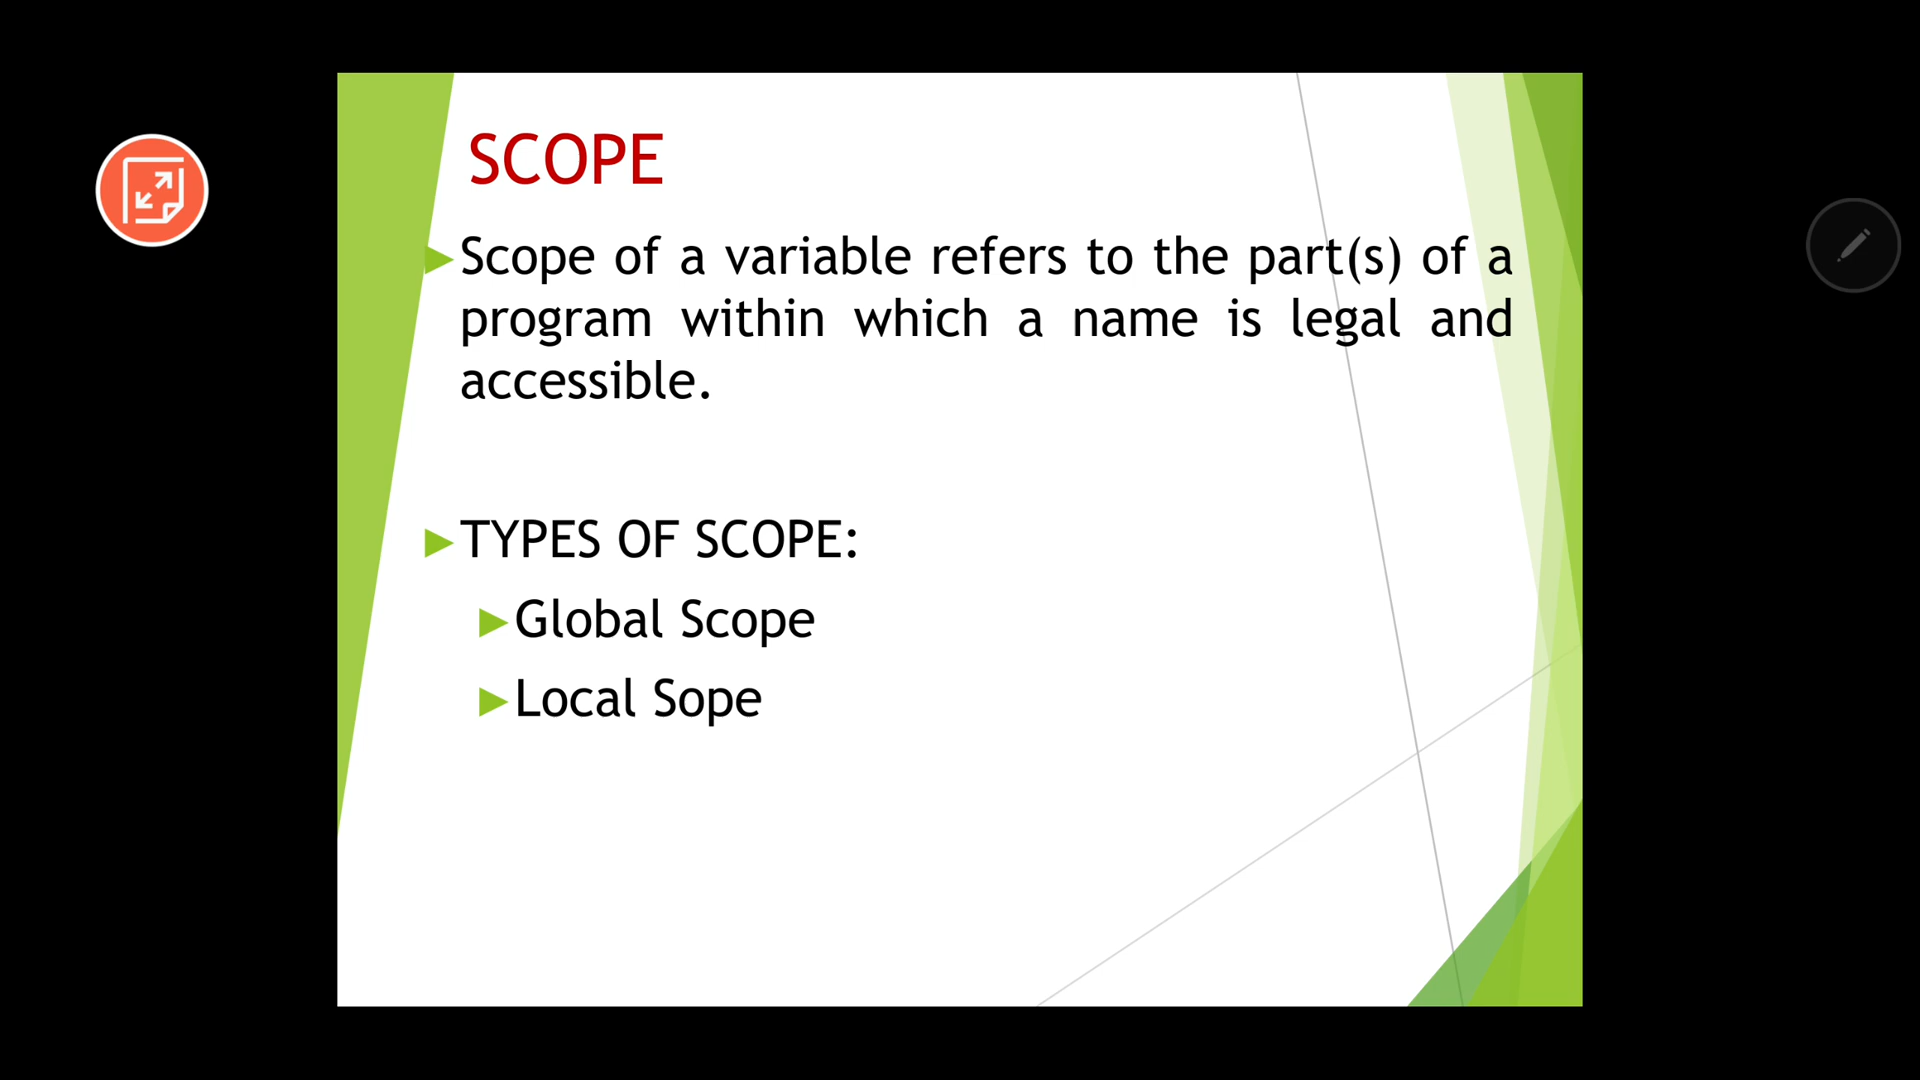 SCOPE
Scope of a variable refers to the part(s) of a
program within which a name is legal and
accessible.
TYPES OF SCOPE:
Global Scope
Local Sope